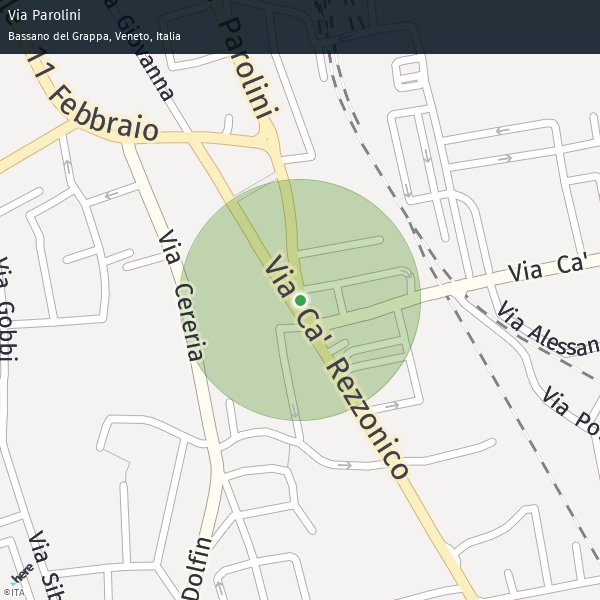 Via Parolini
Bassano del Grappa, Veneto, Italia
11 Febbraio
Giovanna
Parolini
Via Cereria
Via Gobbi
Via Ca' Rezzonico
Via Ca'
Via Alessan
Via Po
Via Sib
Dolfin
here
©ITA